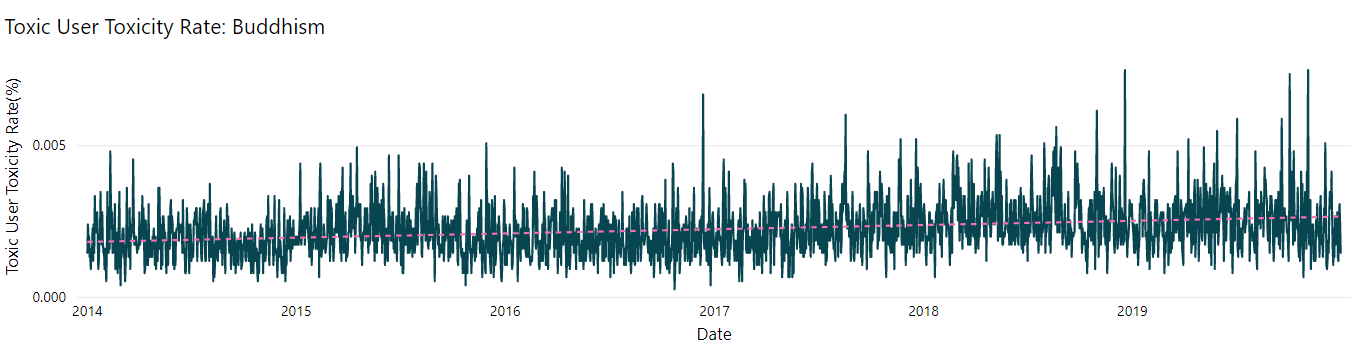 Toxic User Toxicity Rate: Buddhism
Toxic User Toxicity Rate(%)
0.005
0.000
2014 2015 2016 2017 2018 2019
Date